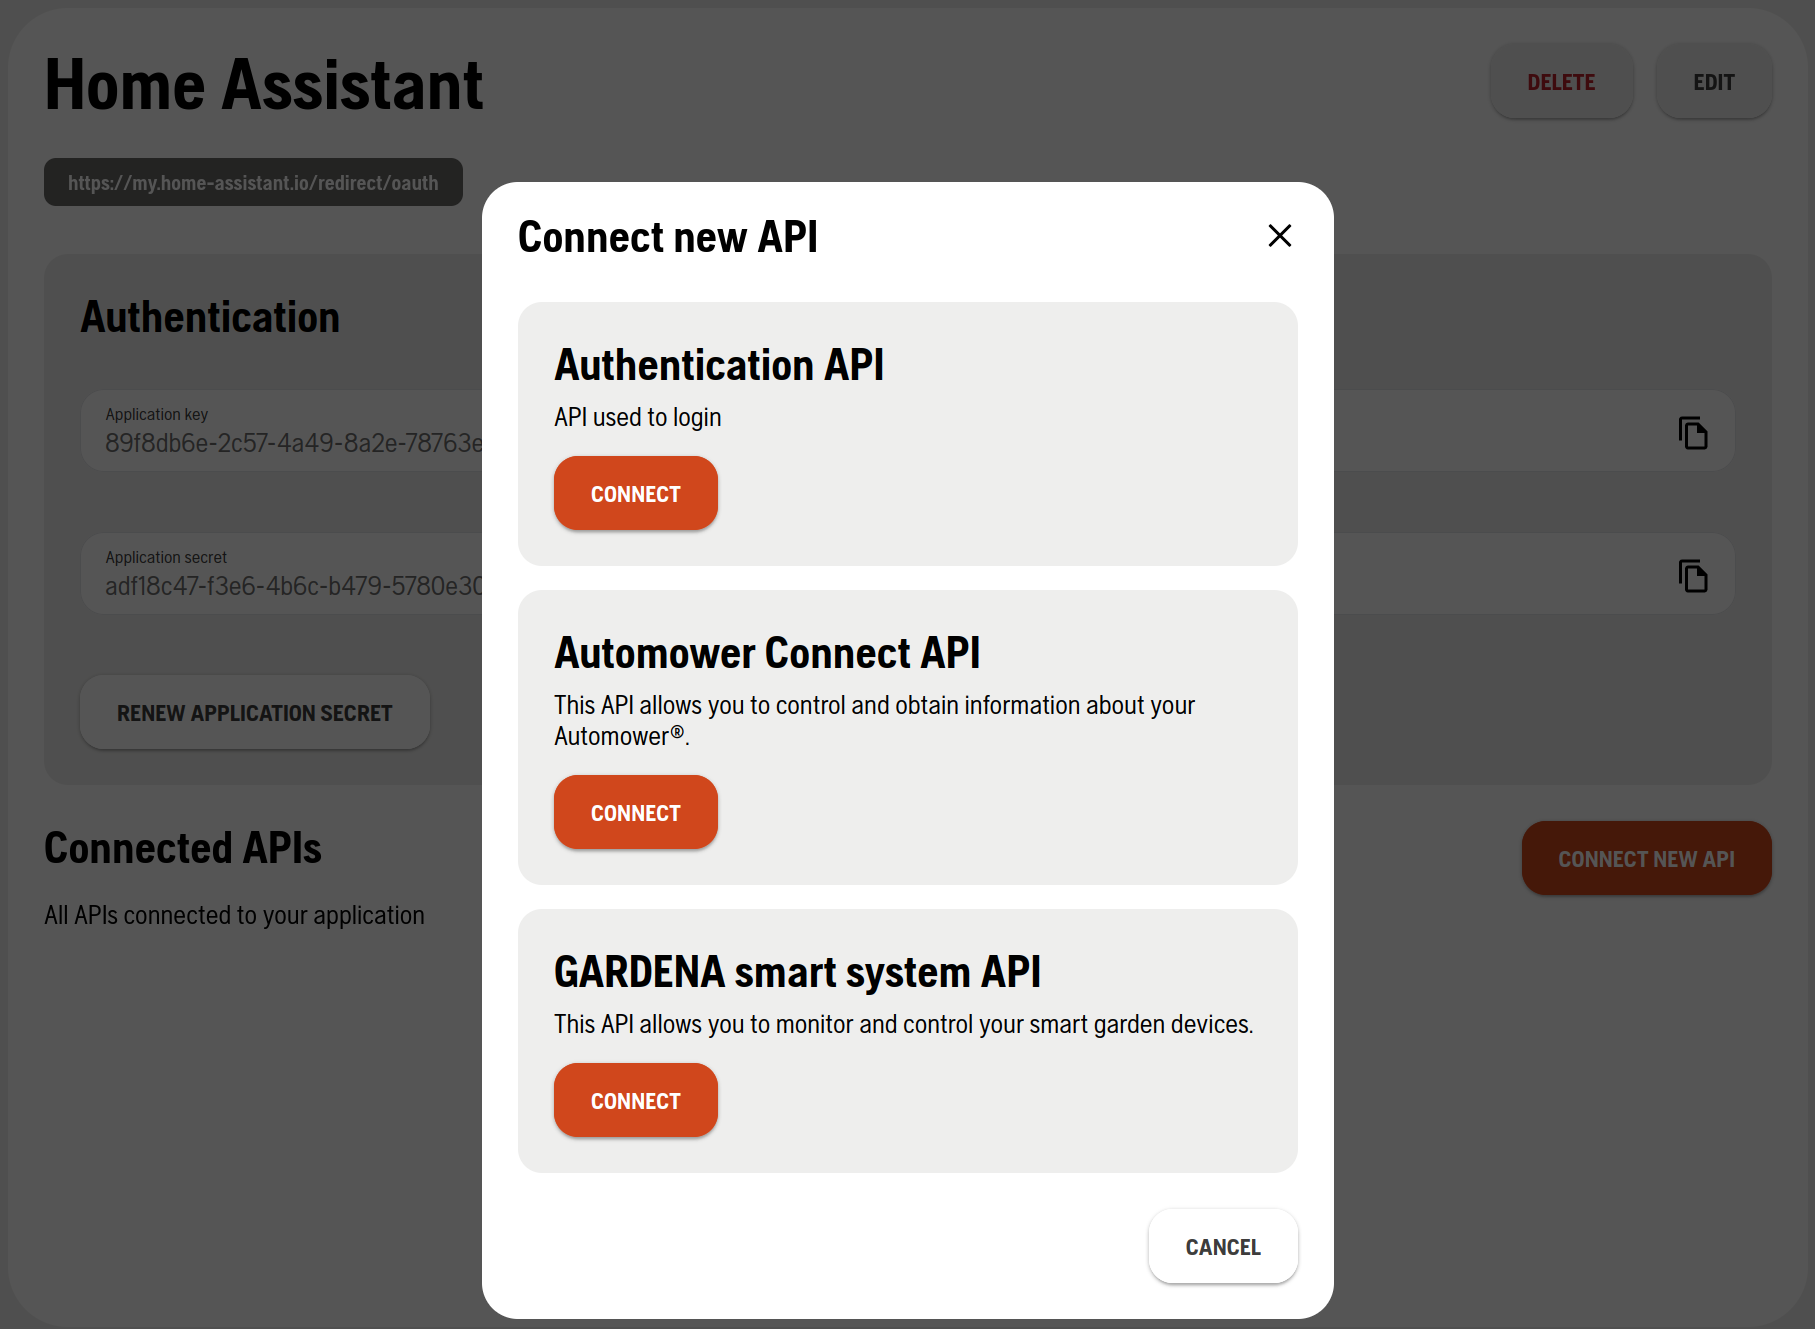 Home Assistant
DELETE
EDIT
https://my.home-assistant.io/redirect/oauth
Connect new API
Authentication
Authentication API
API used to login
CONNECT
Application key
89f8db6e-2c57-4a49-8a2e-78763e
Application secret
adf18c47-f3e6-4b6c-b479-5780e30
RENEW APPLICATION SECRET
Automower Connect API
This API allows you to control and obtain information about your
Automower®.
CONNECT
Connected APIs
CONNECT NEW API
All APIs connected to your application
GARDENA smart system API
This API allows you to monitor and control your smart garden devices.
CONNECT
CANCEL